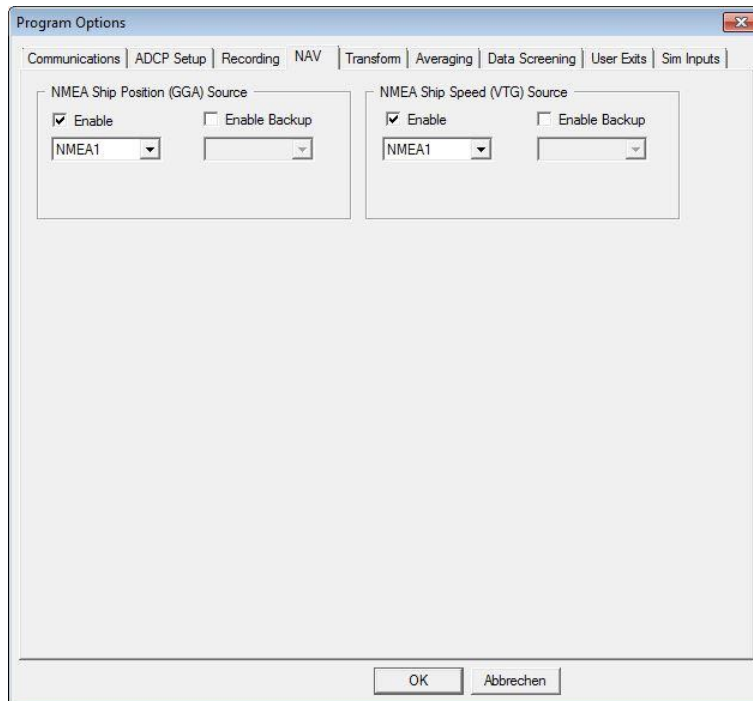 Program Options
Communications ADCP Setup Recording NAV Transform Averaging Data Screening User Exits Sim Inputs
NMEA Ship Position (GGA) Source NMEA Ship Speed (VTG) Source
Enable Enable Backup Enable Enable Backup
NMEA1 NMEA1
OK Abbrechen